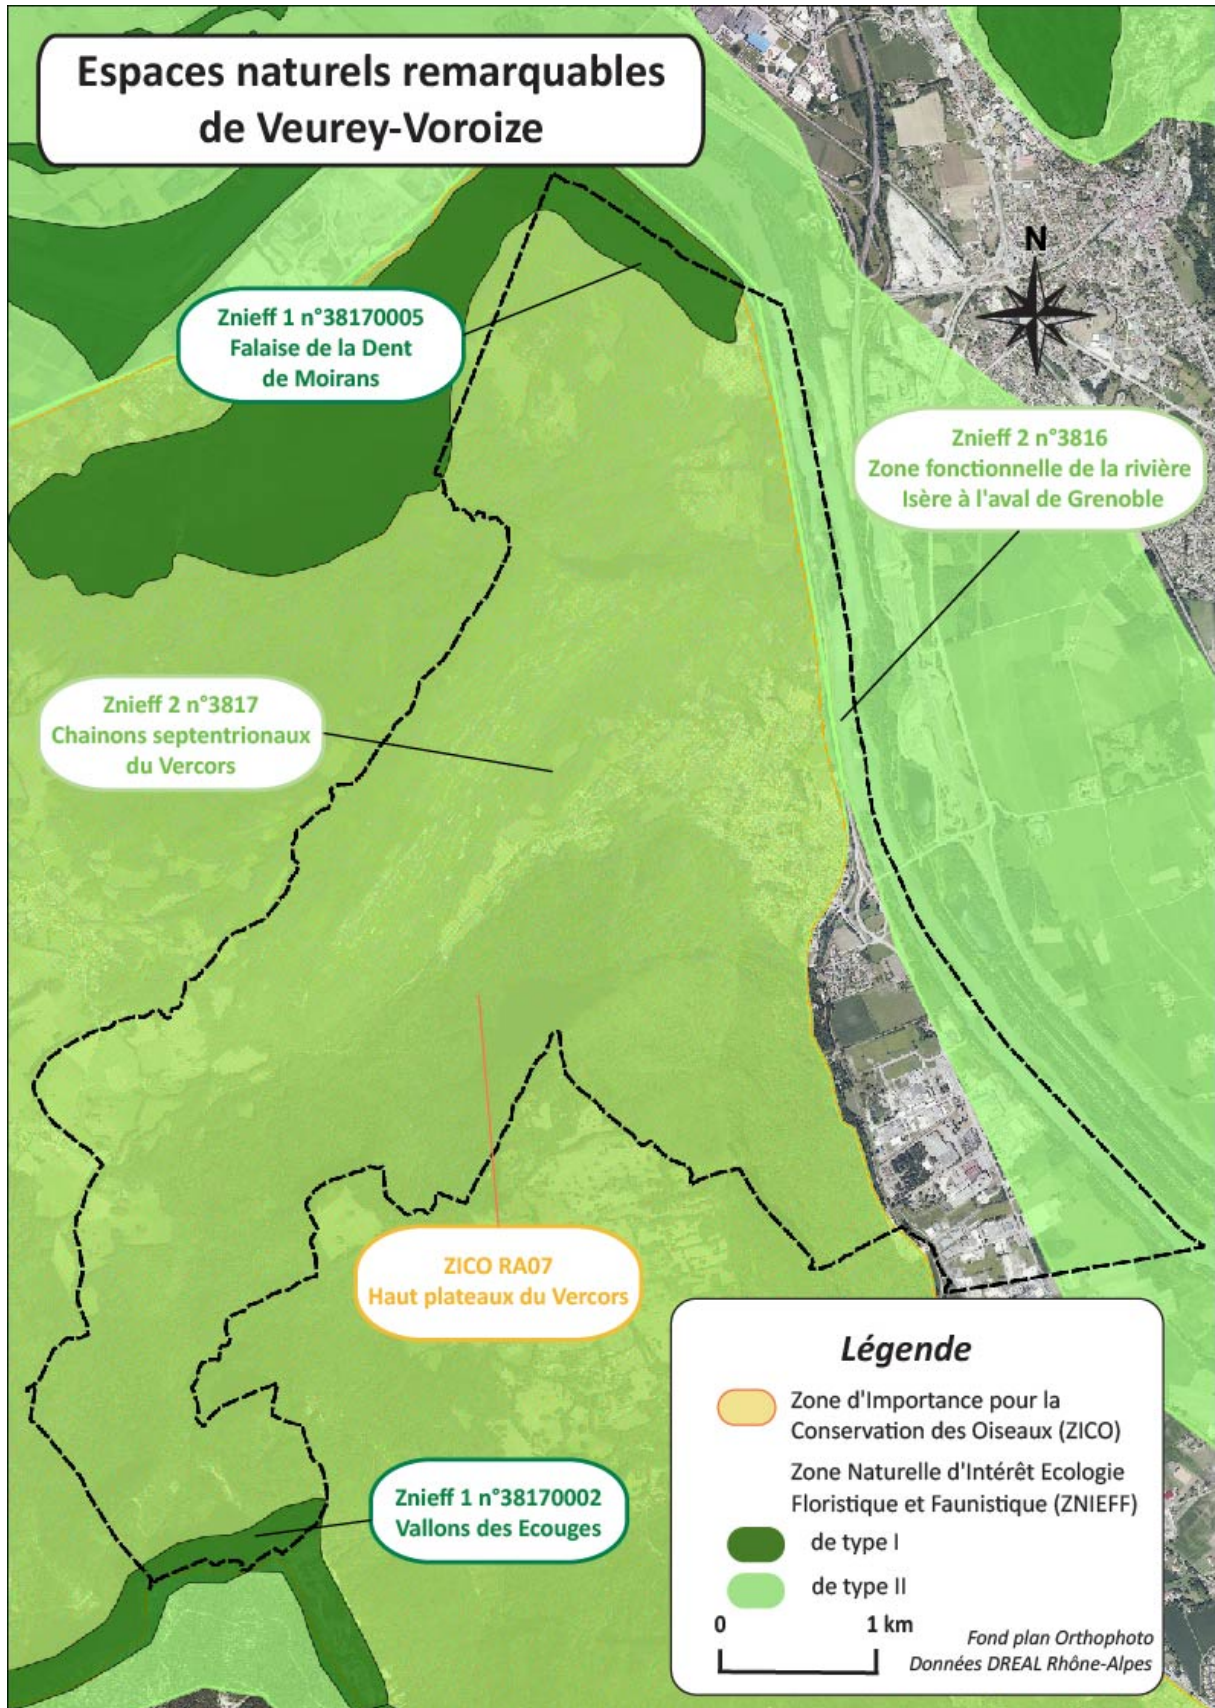 Espaces naturels remarquables
de Veurey-Voroize
N
Znieff 1 n°38170005
Falaise de la Dent
de Moirans
Znieff 2 n°3816
Zone fonctionnelle de la rivière
Isère à l'aval de Grenoble
Znieff 2 n°3817
Chainons septentrionaux
du Vercors
ZICO RA07
Haut plateaux du Vercors
Znieff 1 n°38170002
Vallons des Ecouges
Légende
Zone d'Importance pour la
Conservation des Oiseaux (ZICO)
Zone Naturelle d'Intérêt Ecologie
Floristique et Faunistique (ZNIEFF)
de type I
de type II
0 1 km
Fond plan Orthophoto
Données DREAL Rhône-Alpes